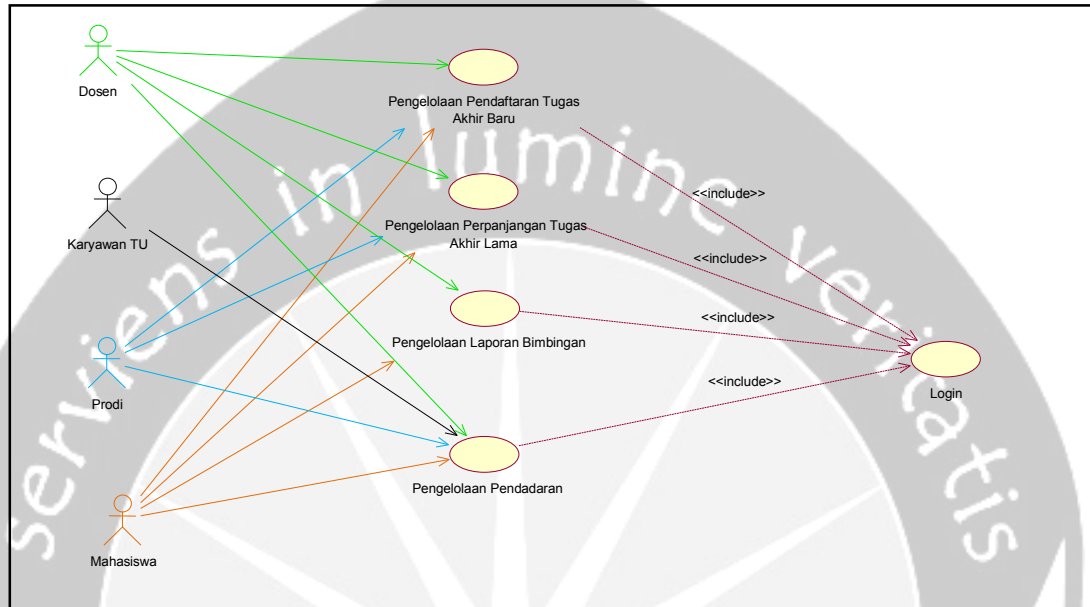 Dosen
Pengelolaan Pendaftaran Tugas
Akhir Baru
Karyawan TU
Pengelolaan Perpanjangan Tugas
Akhir Lama
<<include>>
<<include>>
<<include>>
Pengelolaan Laporan Bimbingan
Prodi
<<include>>
Login
Pengelolaan Pendadaran
Mahasiswa
serviens in lumine veritatis